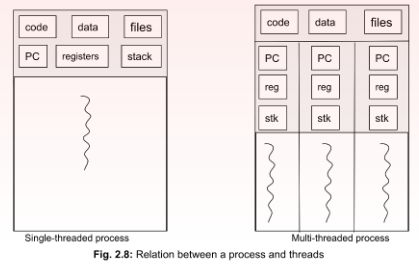 code data files
PC registers stack
code data files
PC PC PC
reg reg reg
stk stk stk
Single-threaded process
Multi-threaded process
Fig. 2.8: Relation between a process and threads